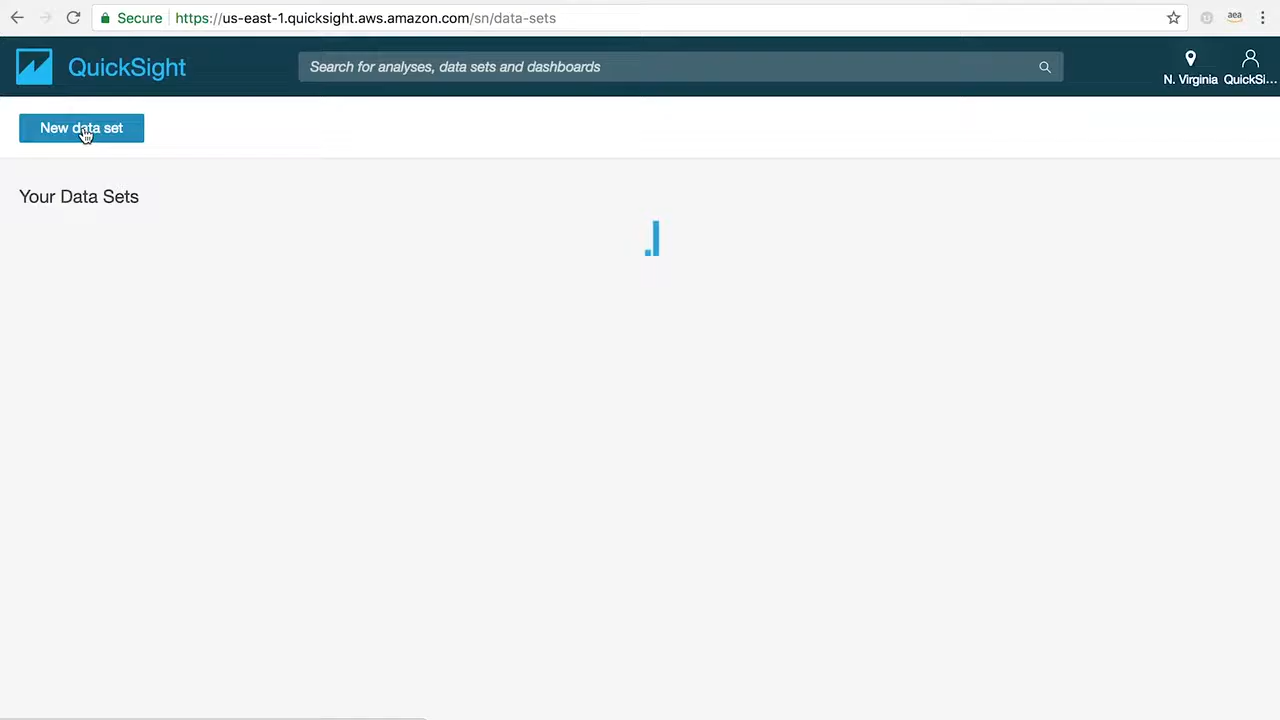 Secure https://us-east-1.quicksight.aws.amazon.com/sn/data-sets
aea
QuickSight
Search for analyses, data sets and dashboards
N. Virginia
QuickSi...
New data set
Your Data Sets